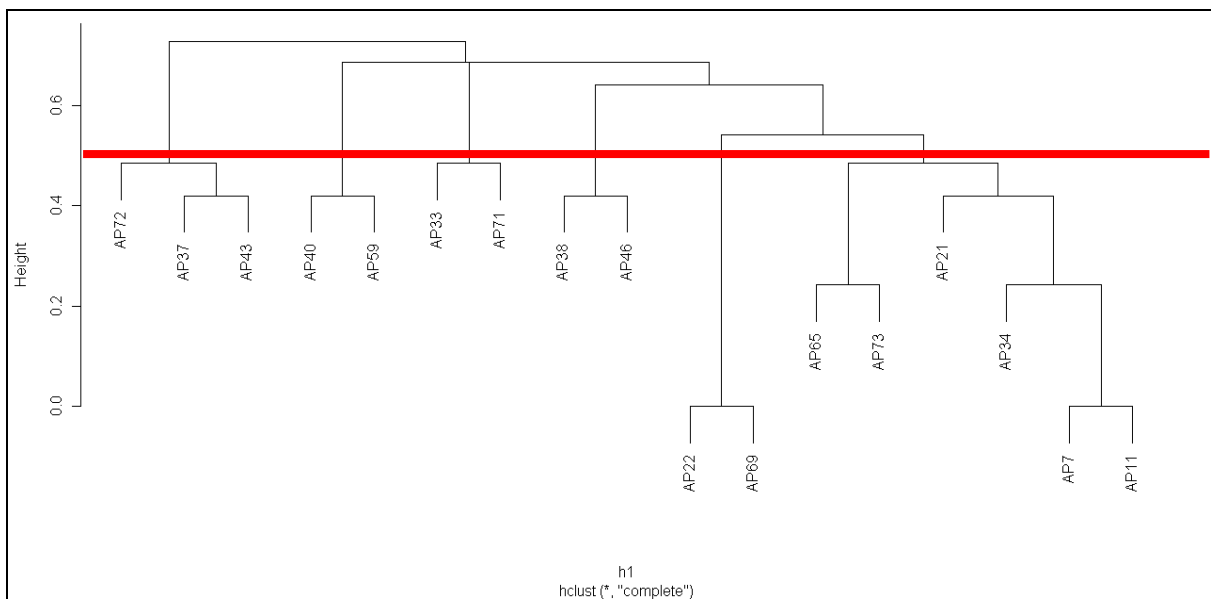 0.6
0.4
0.2
0.0
Height
AP72
AP37
AP43
AP40
AP59
AP33
AP71
AP38
AP46
AP22
AP69
AP65
AP73
AP21
AP34
AP7
AP11
h1
hclust (*, "complete")